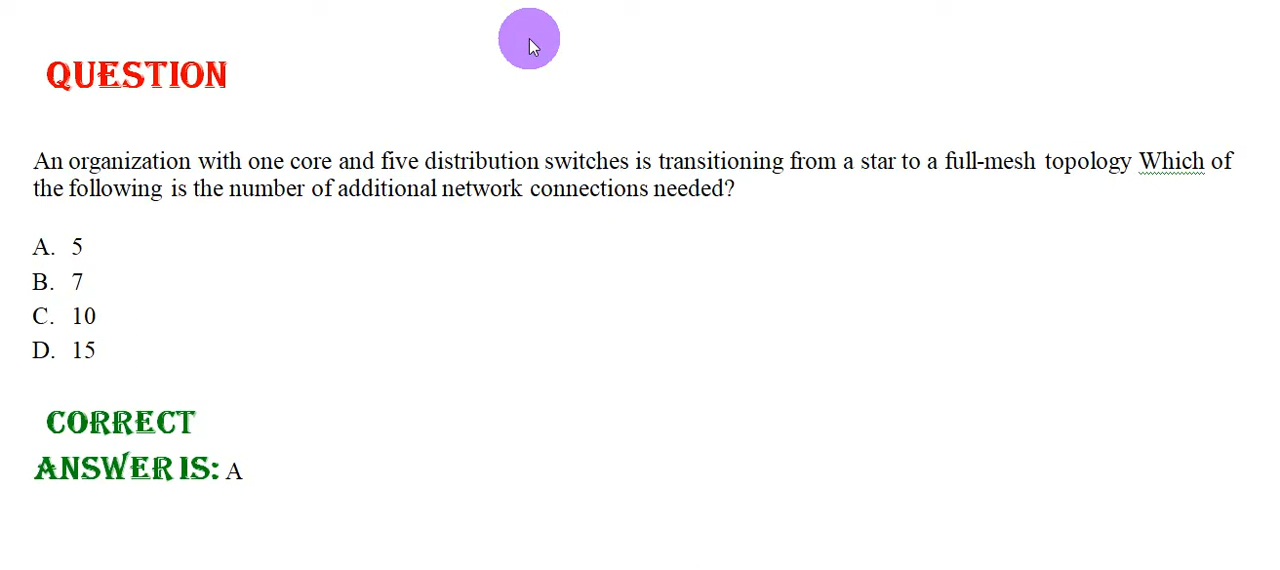 QUESTION
An organization with one core and five distribution switches is transitioning from a star to a full-mesh topology Which of
the following is the number of additional network connections needed?
A. 5
B. 7
C. 10
D. 15
CORRECT
ANSWER IS: A